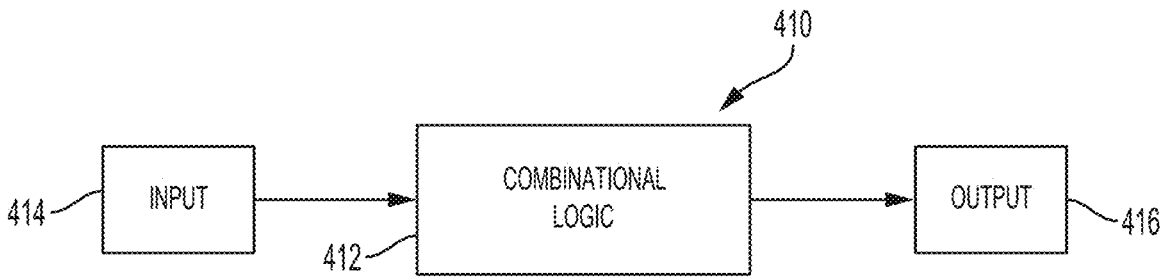 410
INPUT
COMBINATIONAL
LOGIC
OUTPUT
414
412
416